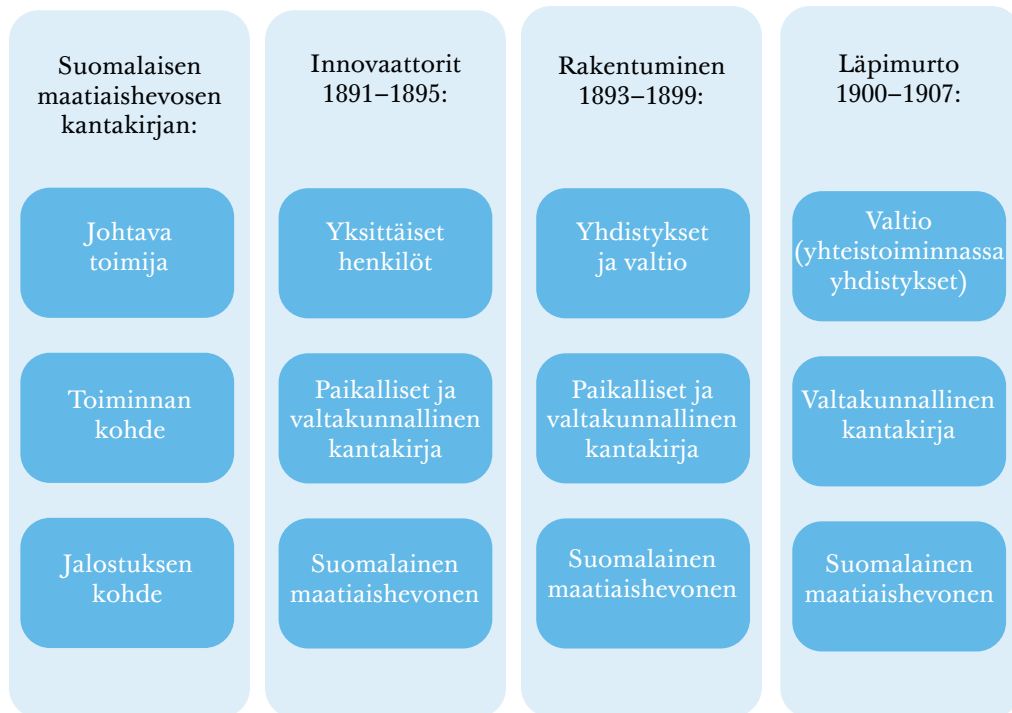 Suomalaisen
maatiaishevosen
kantakirjan:
Johtava
toimija
Toiminnan
kohde
Jalostuksen
kohde
Innovaattorit
1891–1895:
Yksittäiset
henkilöt
Paikalliset ja
valtakunnallinen
kantakirja
Suomalainen
maatiaishevonen
Rakentuminen
1893–1899:
Yhdistykset
ja valtio
Paikalliset ja
valtakunnallinen
kantakirja
Suomalainen
maatiaishevonen
Läpimurto
1900–1907:
Valtio
(yhteistoiminnassa
yhdistykset)
Valtakunnallinen
kantakirja
Suomalainen
maatiaishevonen